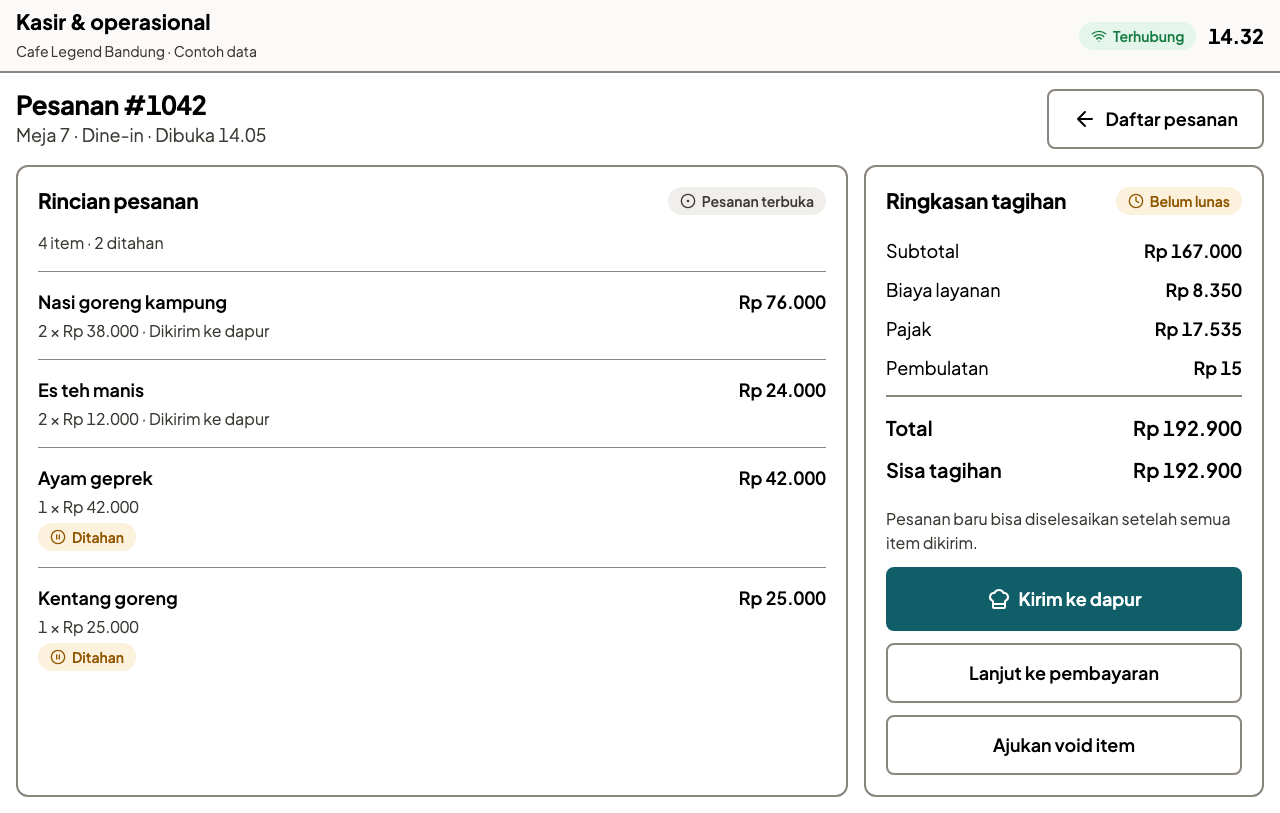 Kasir & operasional
Cafe Legend Bandung · Contoh data
Terhubung
14.32
Pesanan #1042
Meja 7 · Dine-in · Dibuka 14.05
Daftar pesanan
Rincian pesanan
Pesanan terbuka
4 item · 2 ditahan
Nasi goreng kampung
Rp 76.000
2 × Rp 38.000 · Dikirim ke dapur
Es teh manis
Rp 24.000
2 × Rp 12.000 · Dikirim ke dapur
Ayam geprek
Rp 42.000
1 × Rp 42.000
Ditahan
Kentang goreng
Rp 25.000
1 × Rp 25.000
Ditahan
Ringkasan tagihan
Belum lunas
Subtotal
Rp 167.000
Biaya layanan
Rp 8.350
Pajak
Rp 17.535
Pembulatan
Rp 15
Total
Rp 192.900
Sisa tagihan
Rp 192.900
Pesanan baru bisa diselesaikan setelah semua
item dikirim.
Kirim ke dapur
Lanjut ke pembayaran
Ajukan void item